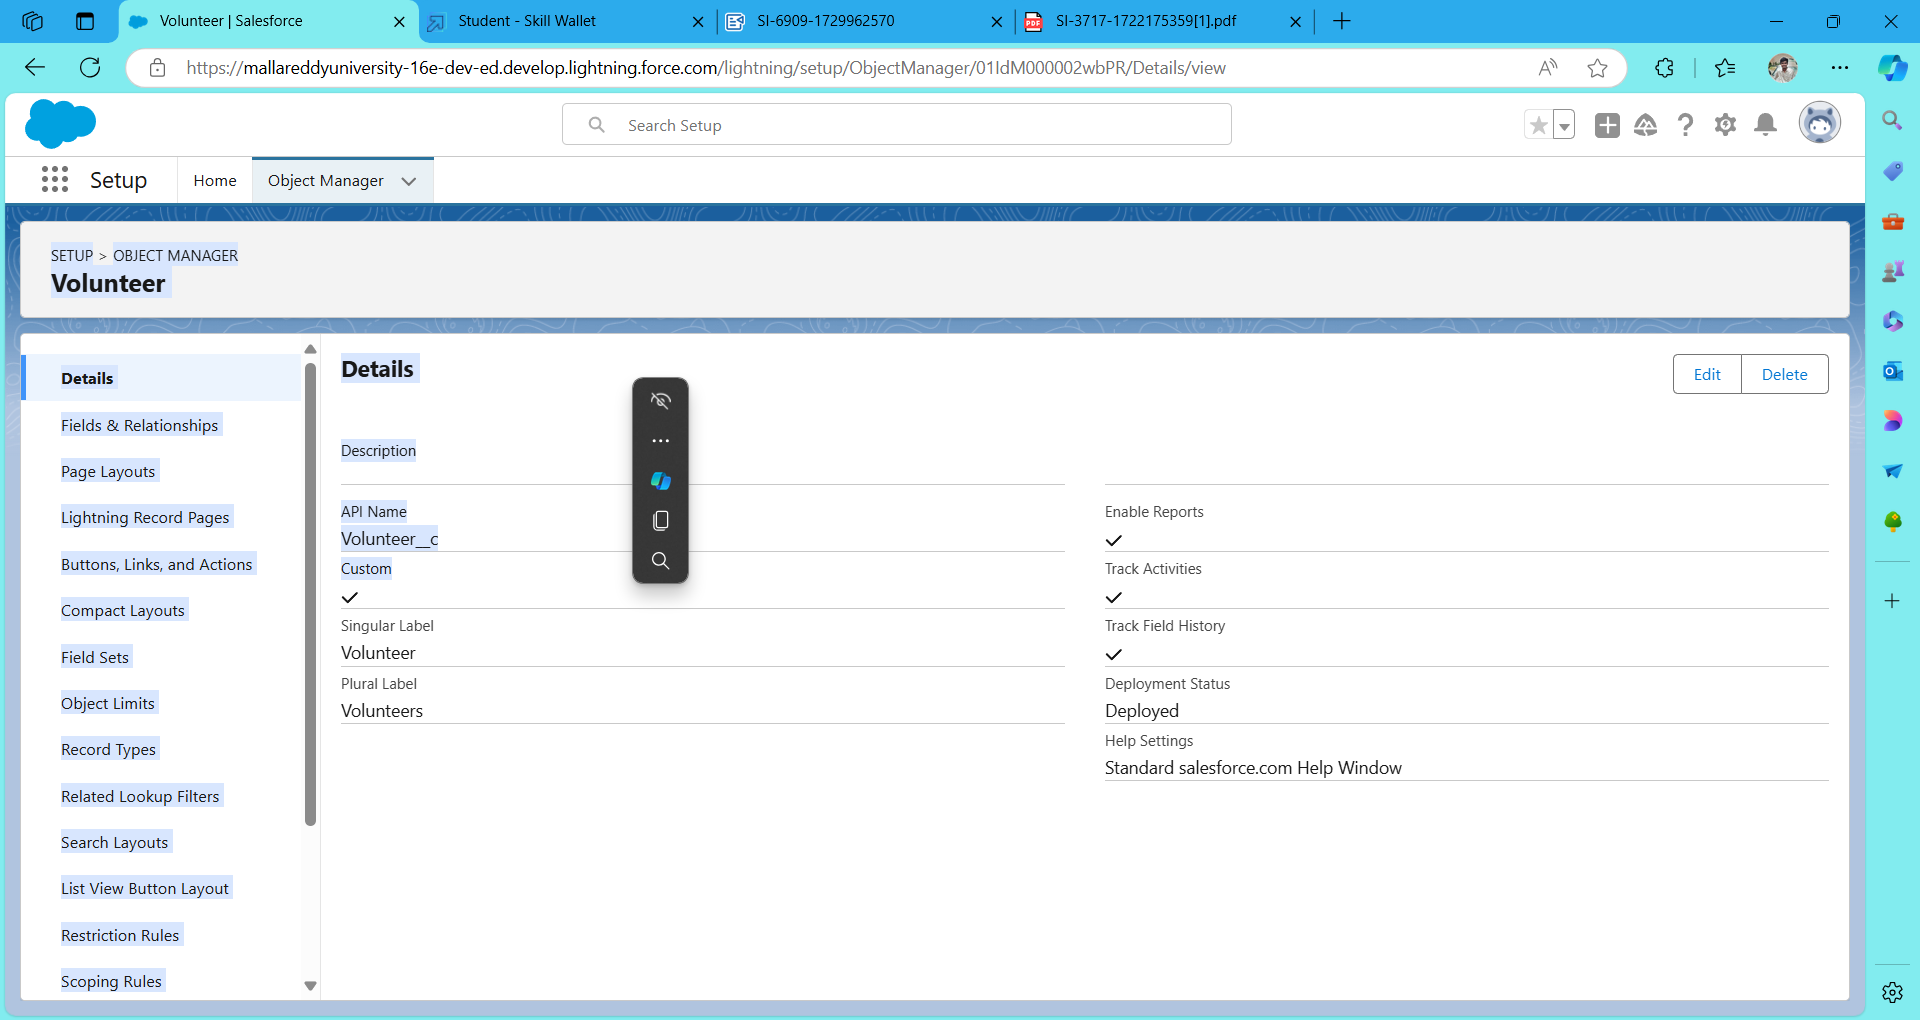 Volunteer | Salesforce
Student - Skill Wallet
SI-6909-1729962570
SI-3717-1722175359[1].pdf
https://mallareddyuniversity-16e-dev-ed.develop.lightning.force.com/lightning/setup/ObjectManager/01IdM000002wbPR/Details/view
Search Setup
Setup
Home
Object Manager
SETUP > OBJECT MANAGER
Volunteer
Details
Fields & Relationships
Page Layouts
Lightning Record Pages
Buttons, Links, and Actions
Compact Layouts
Field Sets
Object Limits
Record Types
Related Lookup Filters
Search Layouts
List View Button Layout
Restriction Rules
Scoping Rules
Details
Edit
Delete
Description
API Name
Volunteer__c
Custom
Singular Label
Volunteer
Plural Label
Volunteers
Enable Reports
Track Activities
Track Field History
Deployment Status
Deployed
Help Settings
Standard salesforce.com Help Window